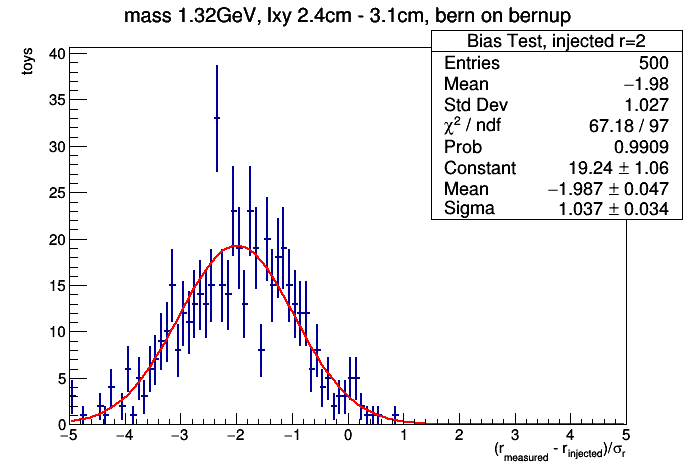 mass 1.32GeV, lxy 2.4cm - 3.1cm, bern on bernup
Bias Test, injected r=2
Entries 500
Mean −1.98
Std Dev 1.027
χ² / ndf 67.18 / 97
Prob 0.9909
Constant 19.24 ± 1.06
Mean −1.987 ± 0.047
Sigma 1.037 ± 0.034
toys
40
35
30
25
20
15
10
5
0
−5 −4 −3 −2 −1 0 1 2 3 4 5
(r_measured - r_injected)/σ_r